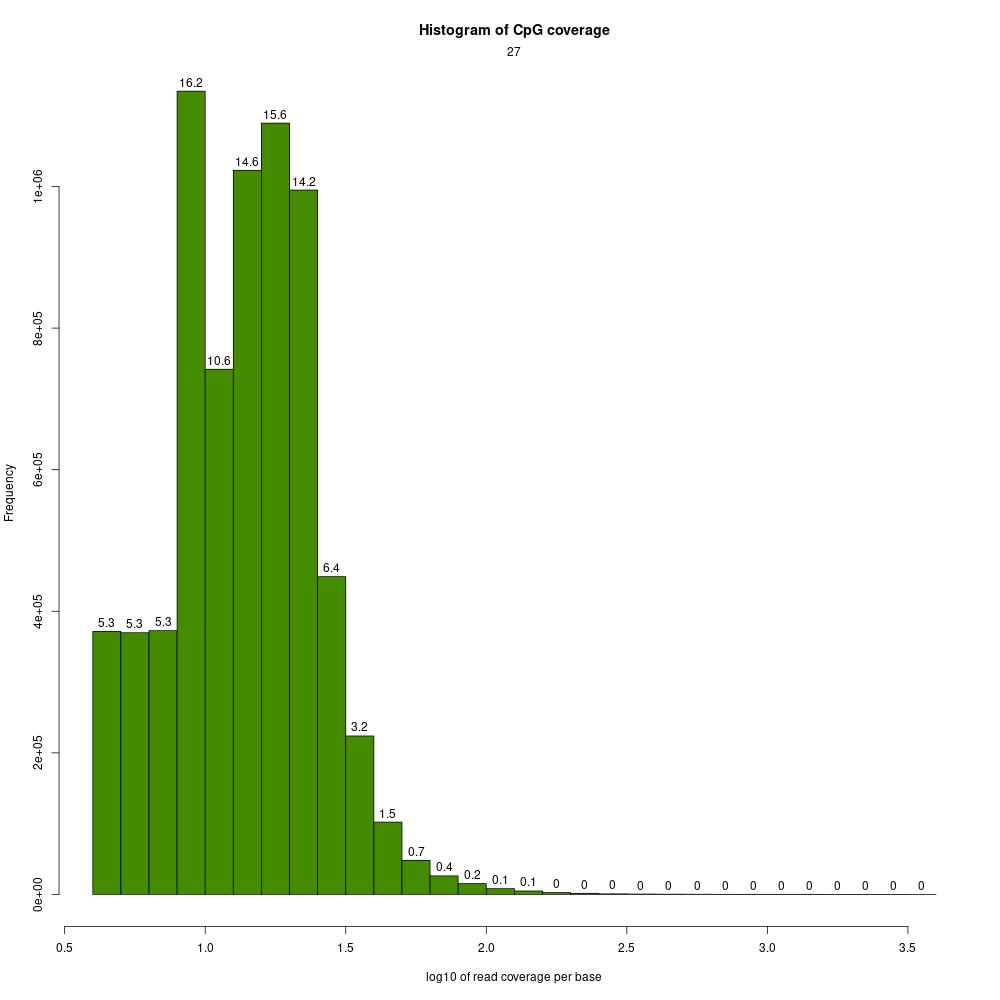 Histogram of CpG coverage
27
16.2
15.6
14.6
14.2
10.6
6.4
5.3 5.3 5.3
3.2
1.5
0.7
0.4
0.2
0.1 0.1 0 0 0 0 0 0 0 0 0 0 0 0 0 0
Frequency
1e+06
8e+05
6e+05
4e+05
2e+05
0e+00
0.5 1.0 1.5 2.0 2.5 3.0 3.5
log10 of read coverage per base